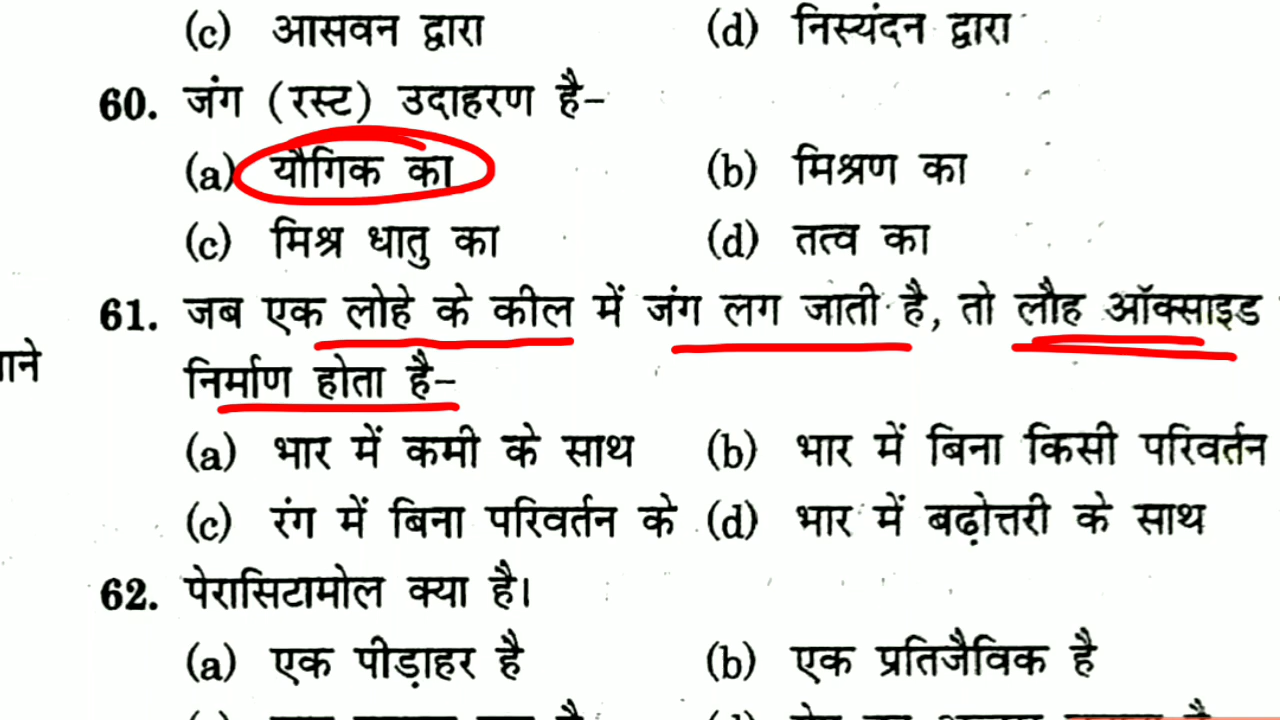 (c) आसवन द्वारा (d) निस्यंदन द्वारा
60. जंग (रस्ट) उदाहरण है-
(a) यौगिक का (b) मिश्रण का
(c) मिश्र धातु का (d) तत्व का
61. जब एक लोहे के कील में जंग लग जाती है, तो लौह ऑक्साइड
निर्माण होता है-
(a) भार में कमी के साथ (b) भार में बिना किसी परिवर्तन
(c) रंग में बिना परिवर्तन के (d) भार में बढ़ोत्तरी के साथ
62. पेरासिटामोल क्या है।
(a) एक पीड़ाहर है (b) एक प्रतिजैविक है